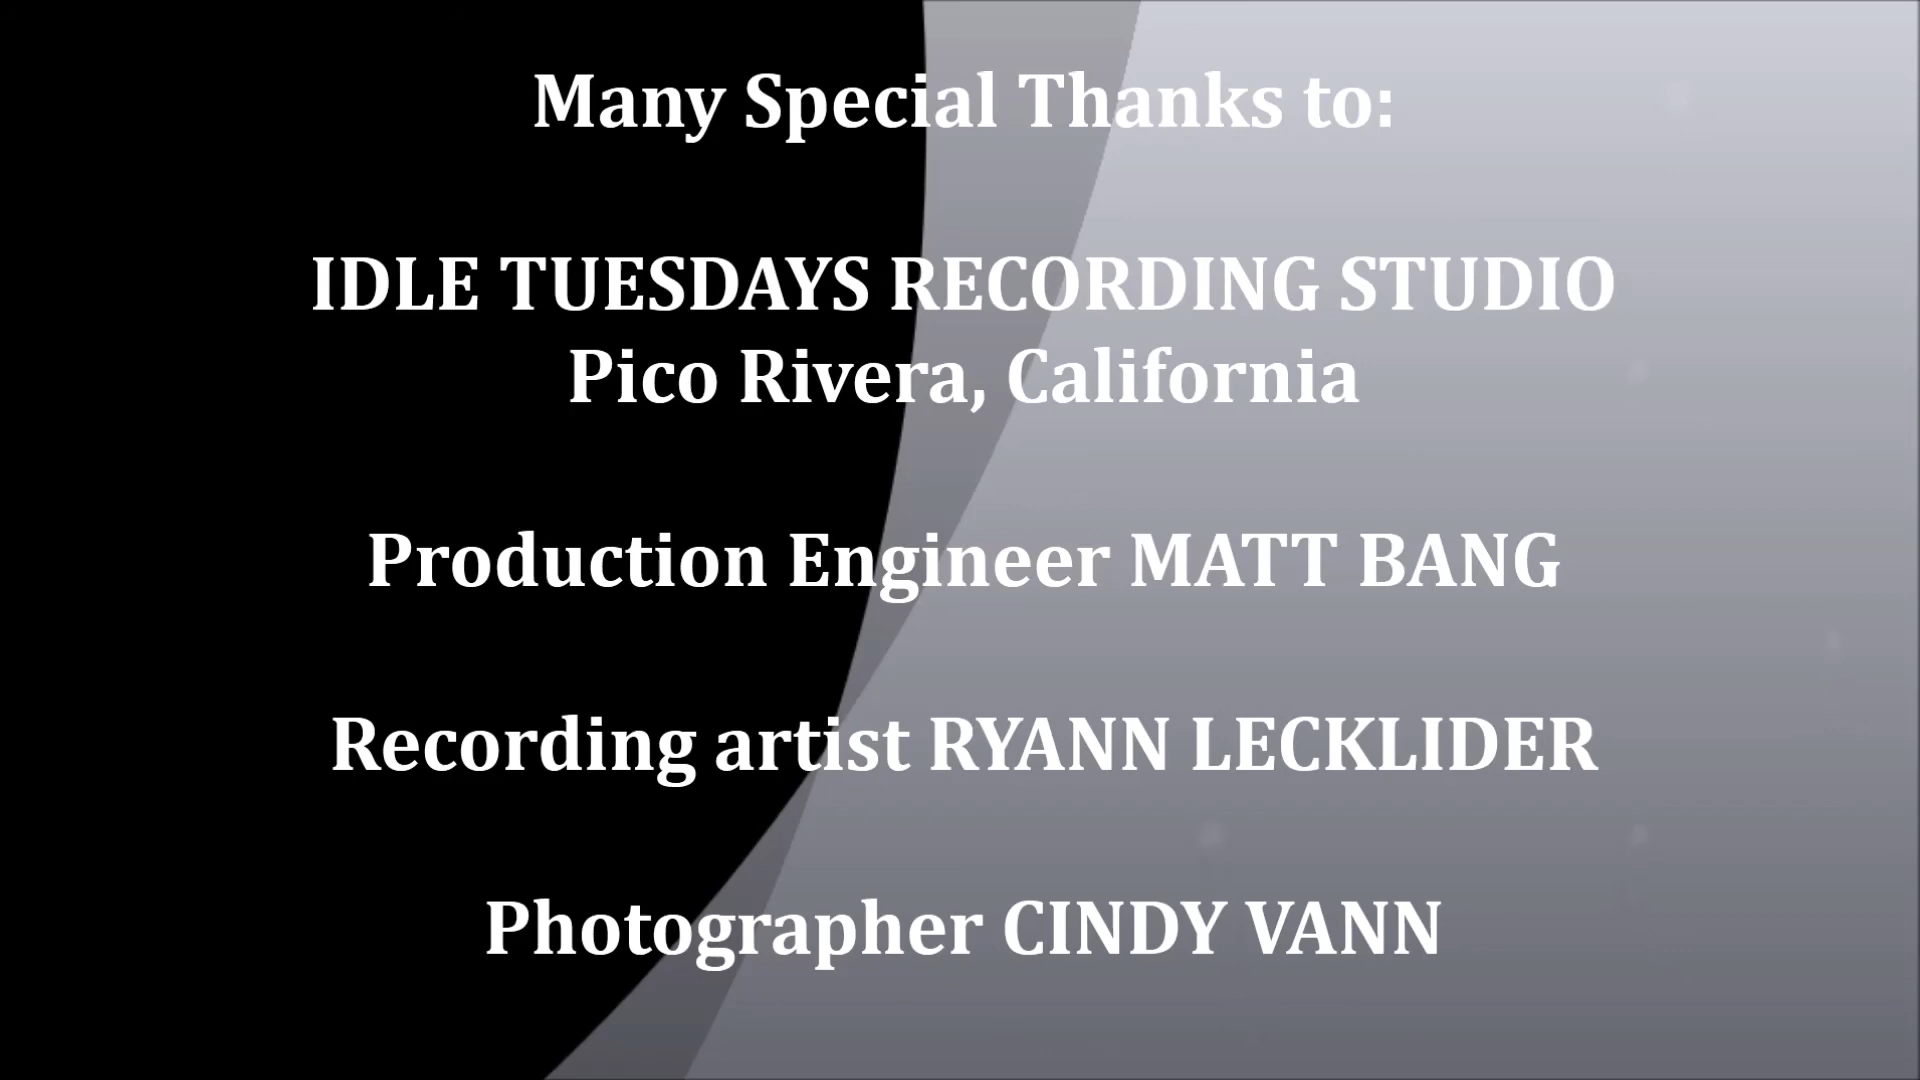 Many Special Thanks to:
IDLE TUESDAYS RECORDING STUDIO
Pico Rivera, California
Production Engineer MATT BANG
Recording artist RYANN LECKLIDER
Photographer CINDY VANN